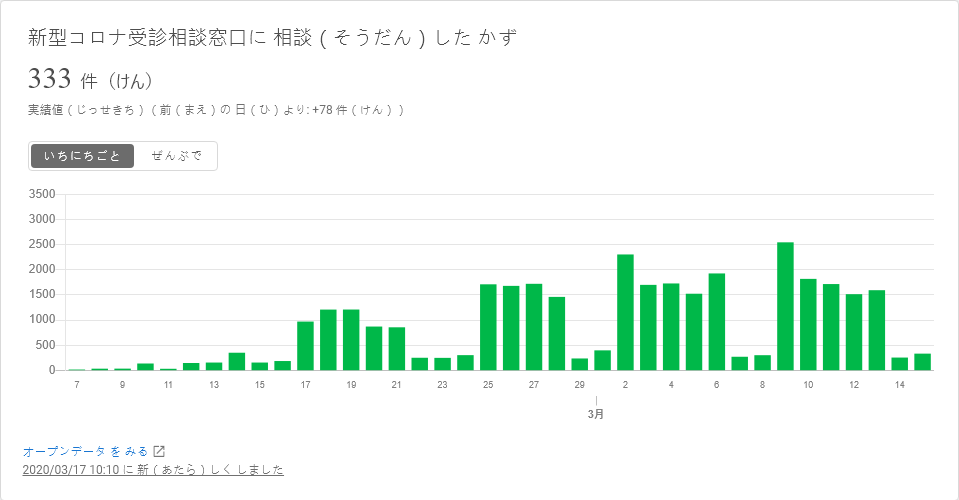 新型コロナ受診相談窓口に 相談 ( そうだん ) した かず
333 件（けん）
実績値 ( じっせきち ) ( 前 ( まえ ) の 日 ( ひ ) より: +78 件 ( けん ) )
いちにちごと ぜんぶで
3500
3000
2500
2000
1500
1000
500
0
7 9 11 13 15 17 19 21 23 25 27 29 2 4 6 8 10 12 14
3月
オープンデータ を みる
2020/03/17 10:10 に 新 ( あたら ) しく しました